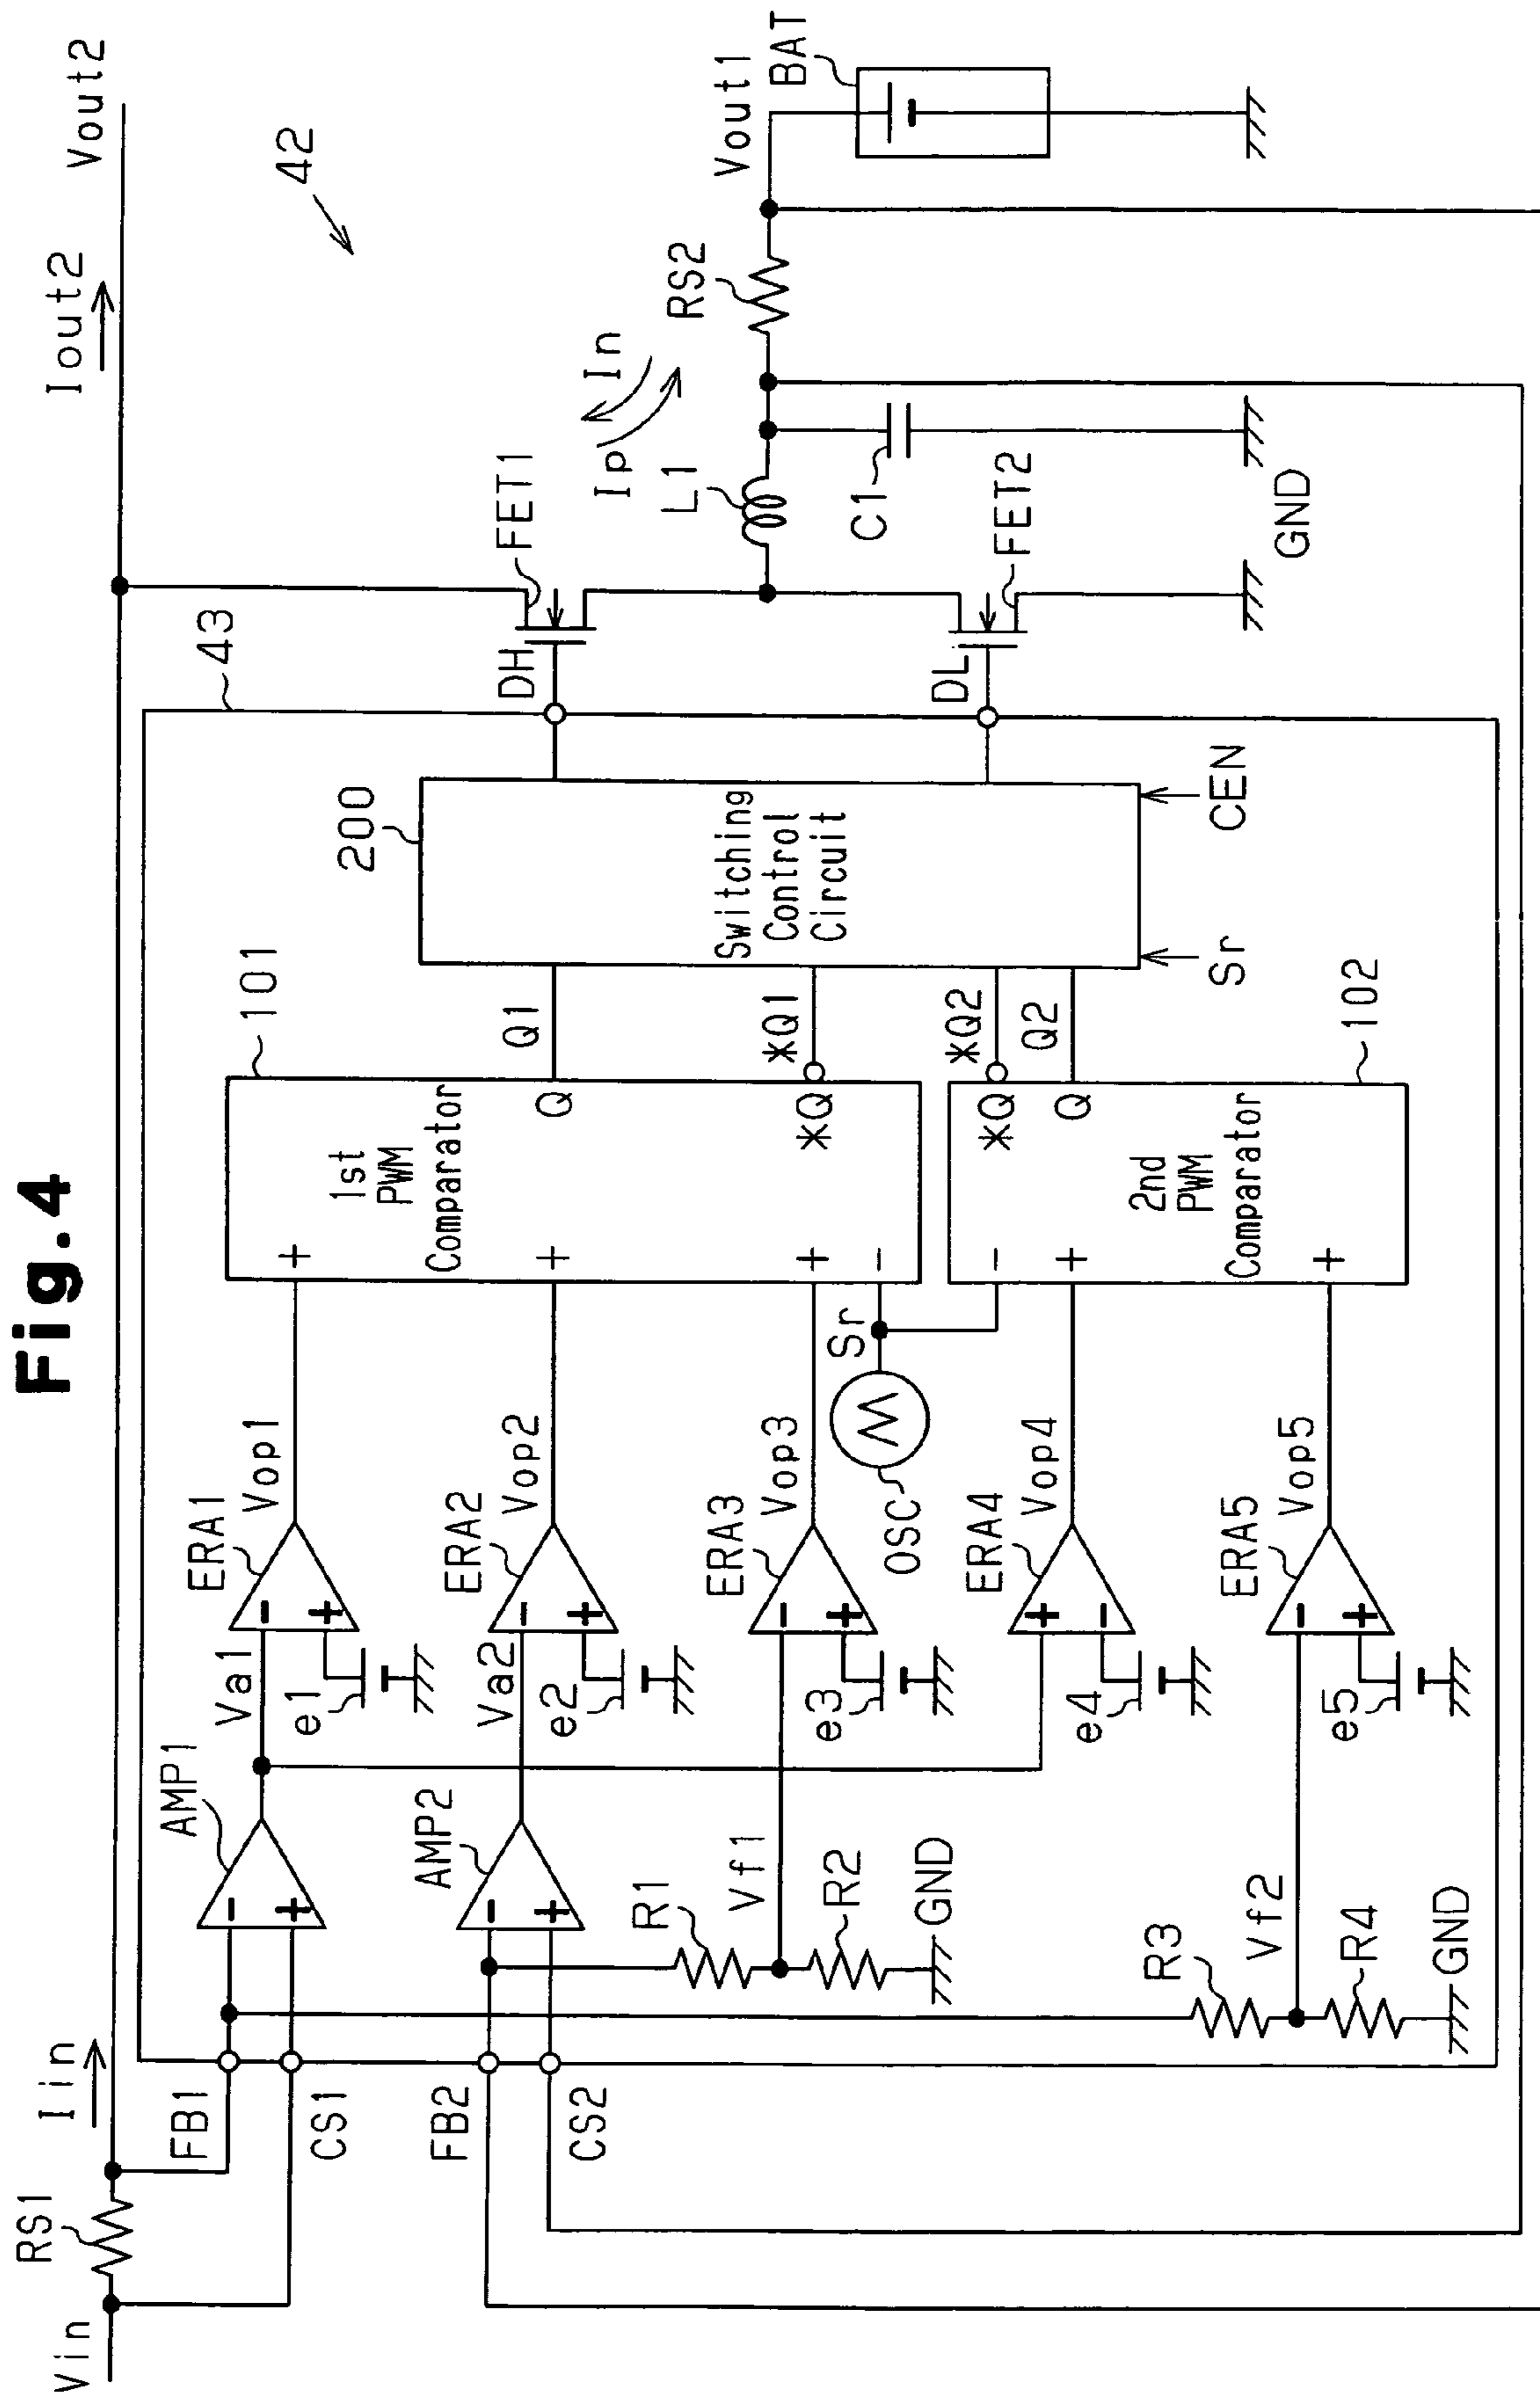 Fig.4
Vin
RS1
Iin
Iout2
Vout2
FB1
CS1
FB2
CS2
42
43
AMP1
AMP2
Va1
Va2
ERA1
ERA2
ERA3
ERA4
ERA5
e1
e2
e3
e4
e5
Vop1
Vop2
Vop3
Vop4
Vop5
R1
Vf1
R2
GND
R3
Vf2
R4
GND
OSC
Sr
101
1st
PWM
Comparator
+
+
+
−
Q
*Q
102
2nd
PWM
Comparator
−
+
+
*Q
Q
Q1
*Q1
*Q2
Q2
200
Switching
Control
Circuit
Sr
CEN
DH
DL
FET1
FET2
Ip
In
L1
C1
GND
RS2
Vout1
BAT